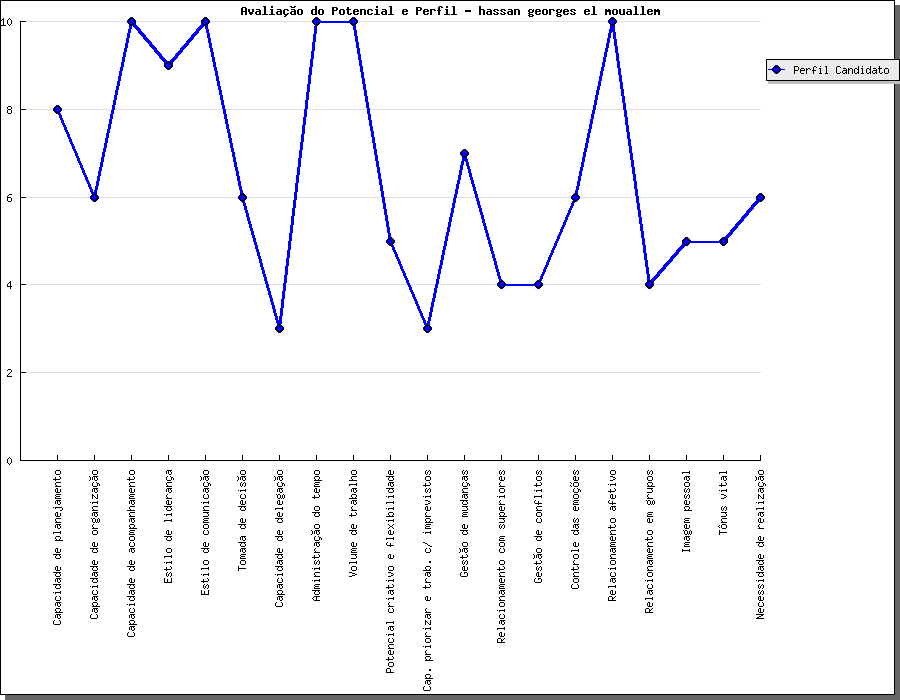 Avaliação do Potencial e Perfil - hassan georges el mouallem
Perfil Candidato
10
8
6
4
2
0
Capacidade de planejamento
Capacidade de organização
Capacidade de acompanhamento
Estilo de liderança
Estilo de comunicação
Tomada de decisão
Capacidade de delegação
Administração do tempo
Volume de trabalho
Potencial criativo e flexibilidade
Cap. priorizar e trab. c/ imprevistos
Gestão de mudanças
Relacionamento com superiores
Gestão de conflitos
Controle das emoções
Relacionamento afetivo
Relacionamento em grupos
Imagem pessoal
Tônus vital
Necessidade de realização